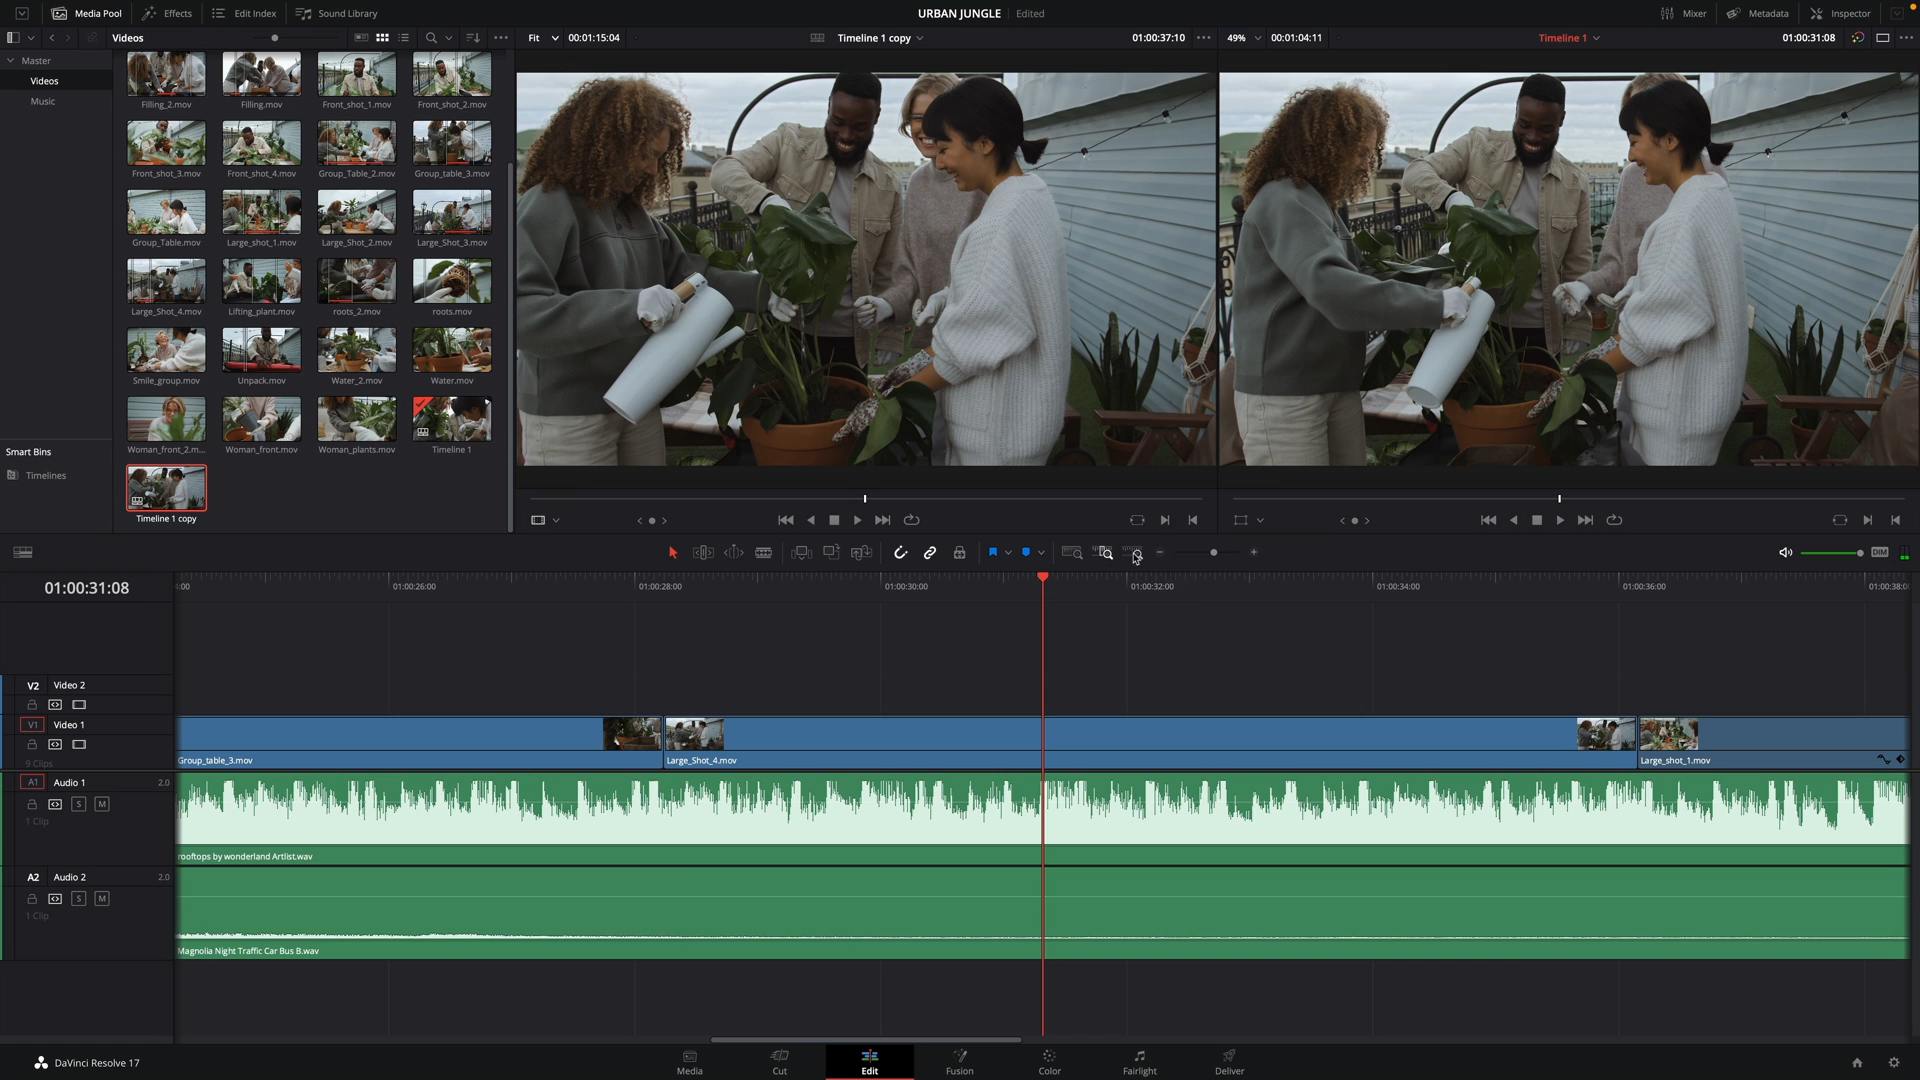 Media Pool
Effects
Edit Index
Sound Library
URBAN JUNGLE
Edited
Mixer
Metadata
Inspector
Videos
Fit
00:01:15:04
Timeline 1 copy
01:00:37:10
49%
00:01:04:11
Timeline 1
01:00:31:08
Master
Videos
Music
Filling_2.mov
Filling.mov
Front_shot_1.mov
Front_shot_2.mov
Front_shot_3.mov
Front_shot_4.mov
Group_Table_2.mov
Group_table_3.mov
Group_Table.mov
Large_shot_1.mov
Large_Shot_2.mov
Large_Shot_3.mov
Large_Shot_4.mov
Lifting_plant.mov
roots_2.mov
roots.mov
Smile_group.mov
Unpack.mov
Water_2.mov
Water.mov
Woman_front_2.m...
Woman_front.mov
Woman_plants.mov
Timeline 1
Timeline 1 copy
Smart Bins
Timelines
DIM
01:00:31:08
:00
01:00:26:00
01:00:28:00
01:00:30:00
01:00:32:00
01:00:34:00
01:00:36:00
01:00:38:0
V2 Video 2
V1 Video 1
9 Clips
Group_table_3.mov
Large_Shot_4.mov
Large_shot_1.mov
A1 Audio 1 2.0
S M
1 Clip
rooftops by wonderland Artlist.wav
A2 Audio 2 2.0
S M
1 Clip
Magnolia Night Traffic Car Bus B.wav
DaVinci Resolve 17
Media
Cut
Edit
Fusion
Color
Fairlight
Deliver